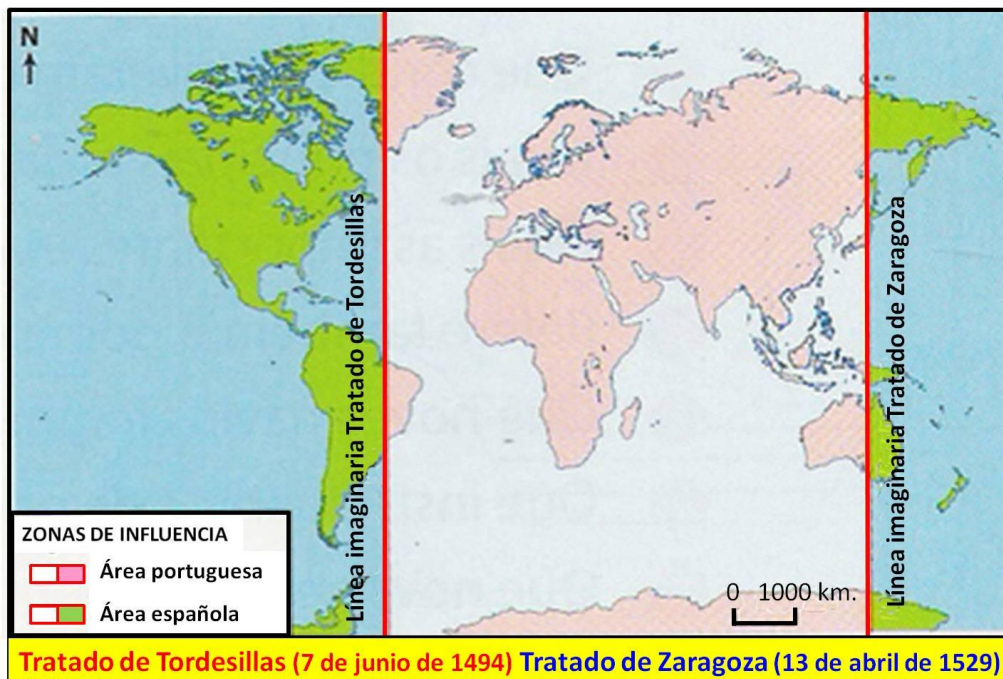 N
Línea imaginaria Tratado de Tordesillas
Línea imaginaria Tratado de Zaragoza
ZONAS DE INFLUENCIA
Área portuguesa
Área española
0 1000 km.
Tratado de Tordesillas (7 de junio de 1494) Tratado de Zaragoza (13 de abril de 1529)